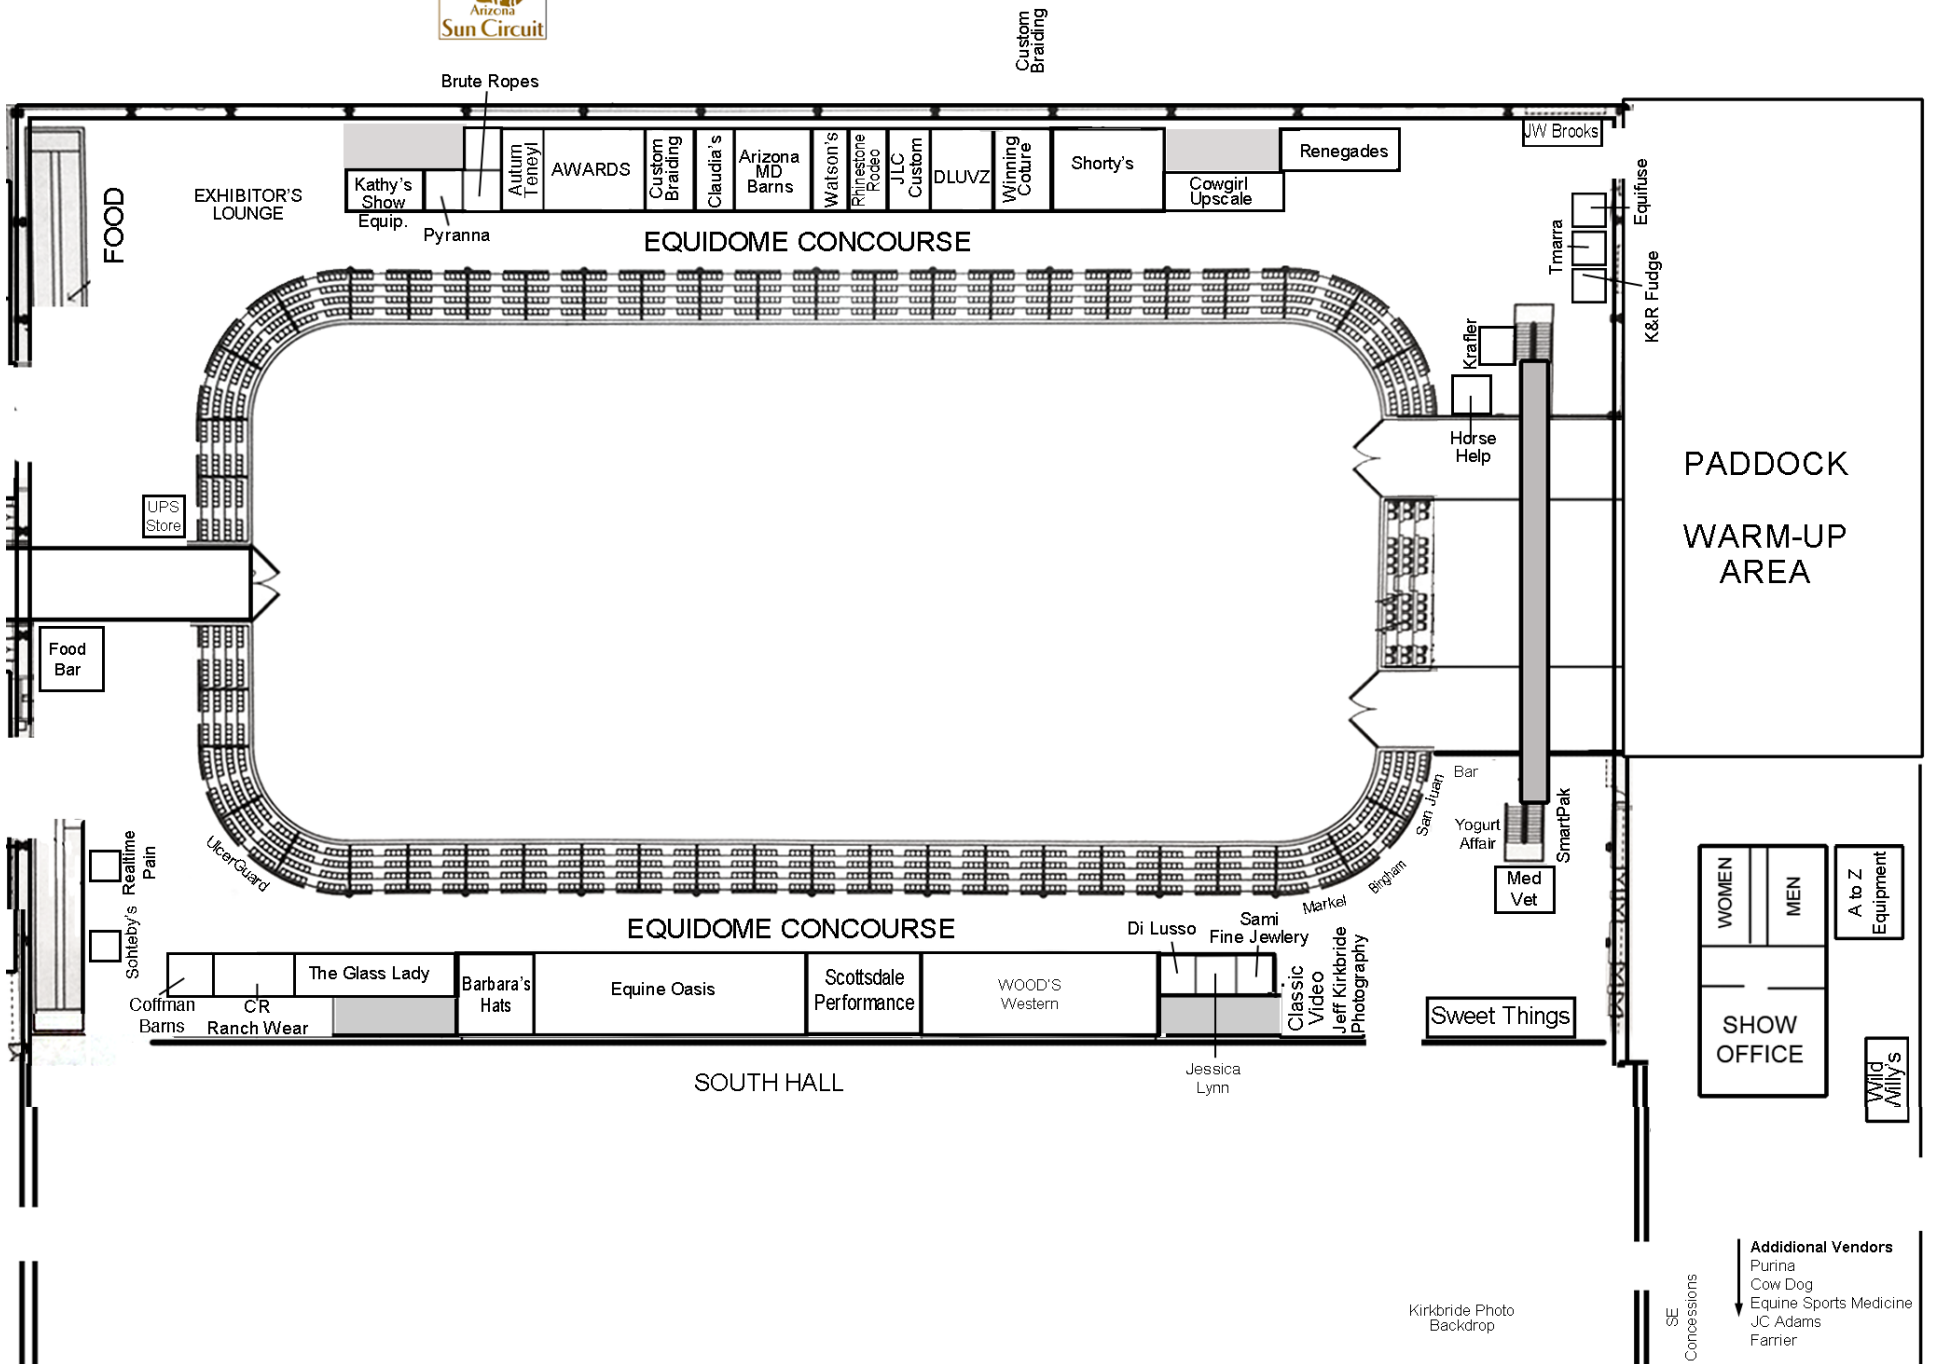 Arizona
Sun Circuit
Custom
Braiding
Brute Ropes
FOOD
EXHIBITOR'S
LOUNGE
Kathy's
Show
Equip.
Pyranna
Autum
Teneyl
AWARDS
Custom
Braiding
Claudia's
Arizona
MD
Barns
Watson's
Rhinestone
Rodeo
JLC
Custom
DLUVZ
Winning
Coture
Shorty's
Cowgirl
Upscale
Renegades
JW Brooks
EQUIDOME CONCOURSE
Equifuse
Tmarra
K&R Fudge
Krafler
Horse
Help
PADDOCK
WARM-UP
AREA
UPS
Store
Food
Bar
Bar
San Juan
Yogurt
Affair
SmartPak
Med
Vet
Bingham
Markel
UlcerGuard
Realtime
Pain
Sohteby's
EQUIDOME CONCOURSE
Di Lusso
Sami
Fine Jewlery
Coffman
Barns
CR
Ranch Wear
The Glass Lady
Barbara's
Hats
Equine Oasis
Scottsdale
Performance
WOOD'S
Western
Jessica
Lynn
Classic
Video
Jeff Kirkbride
Photography
Sweet Things
WOMEN
MEN
A to Z
Equipment
SHOW
OFFICE
Wild
Willy's
SOUTH HALL
Kirkbride Photo
Backdrop
SE
Concessions
Addidional Vendors
Purina
Cow Dog
Equine Sports Medicine
JC Adams
Farrier